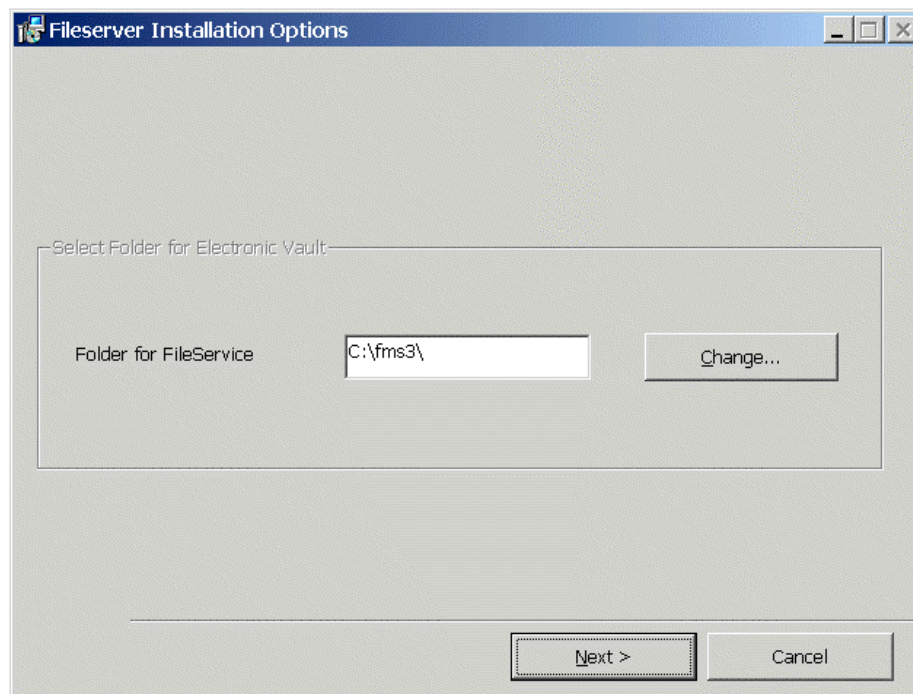 Fileserver Installation Options
Select Folder for Electronic Vault
Folder for FileService
C:\fms3\
Change...
Next >
Cancel